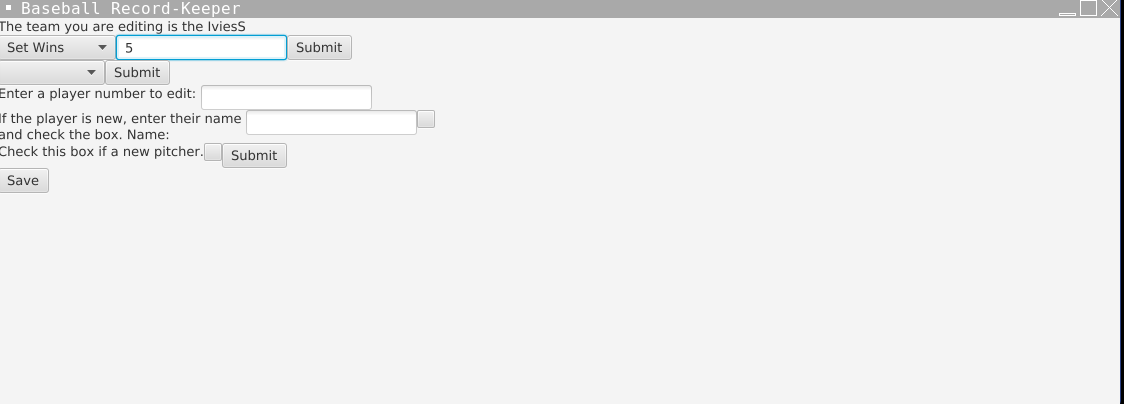 Baseball Record-Keeper
The team you are editing is the IviesS
Set Wins 5 Submit
Submit
Enter a player number to edit:
If the player is new, enter their name
and check the box. Name:
Check this box if a new pitcher. Submit
Save